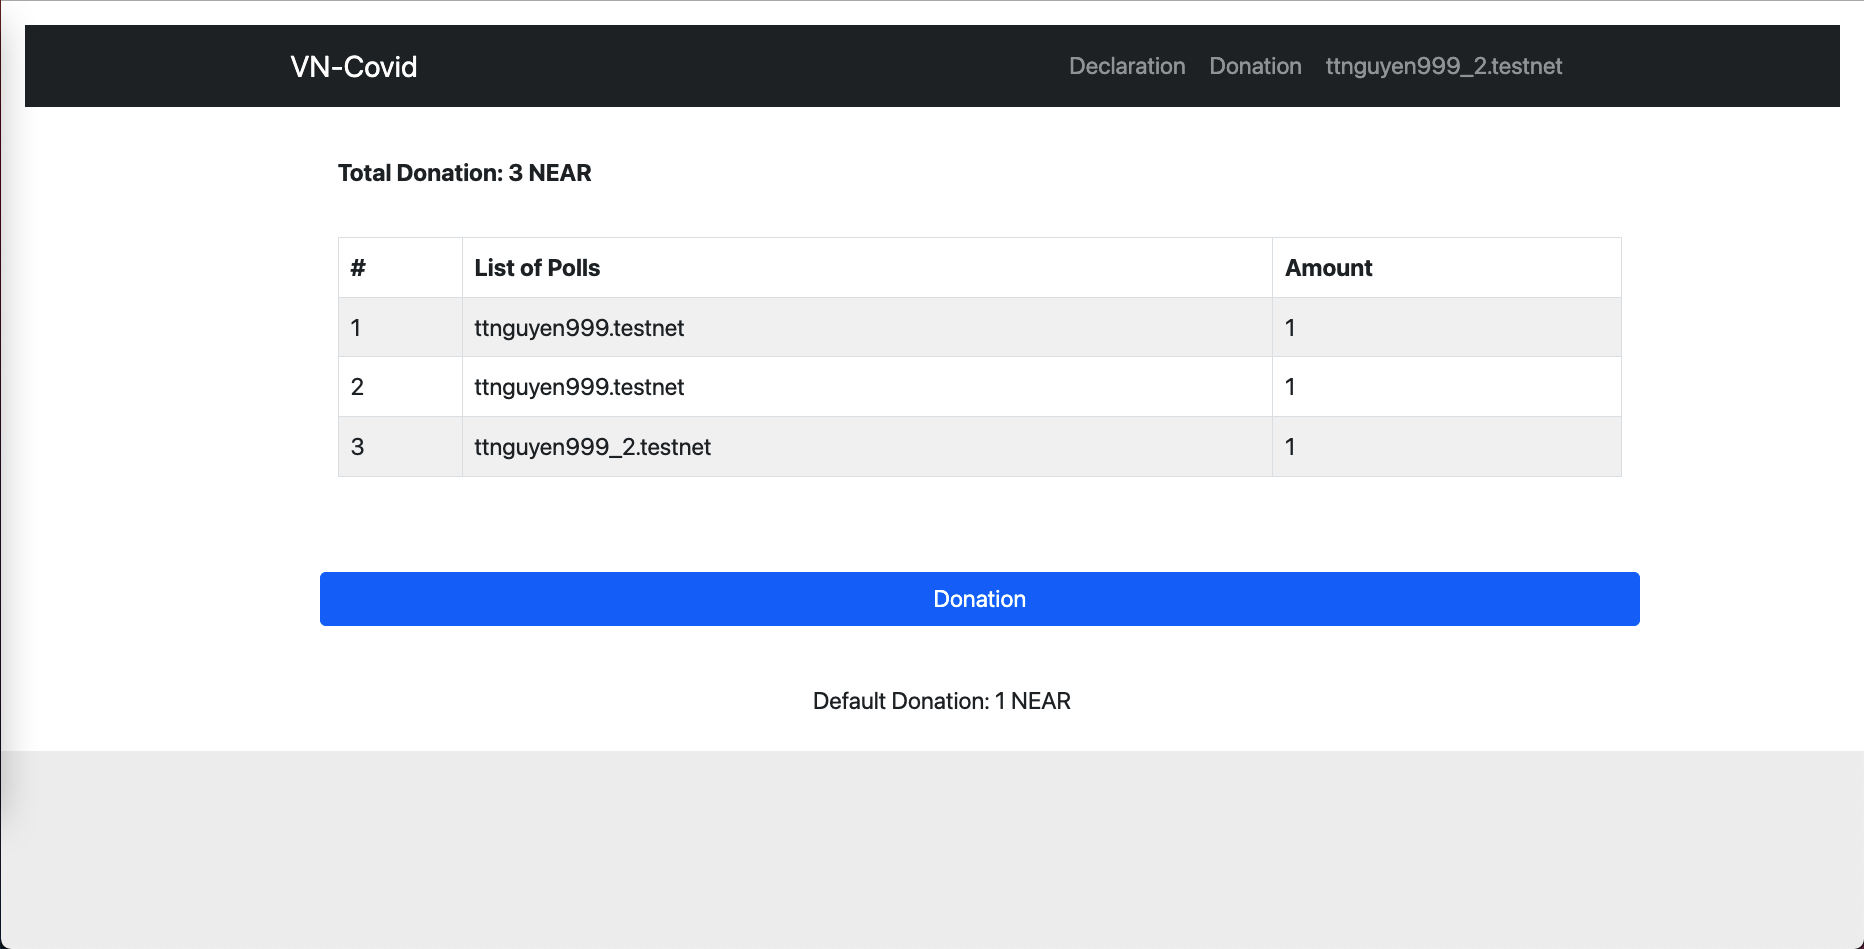 VN-Covid Declaration Donation ttnguyen999_2.testnet
Total Donation: 3 NEAR
# List of Polls Amount
1 ttnguyen999.testnet 1
2 ttnguyen999.testnet 1
3 ttnguyen999_2.testnet 1
Donation
Default Donation: 1 NEAR